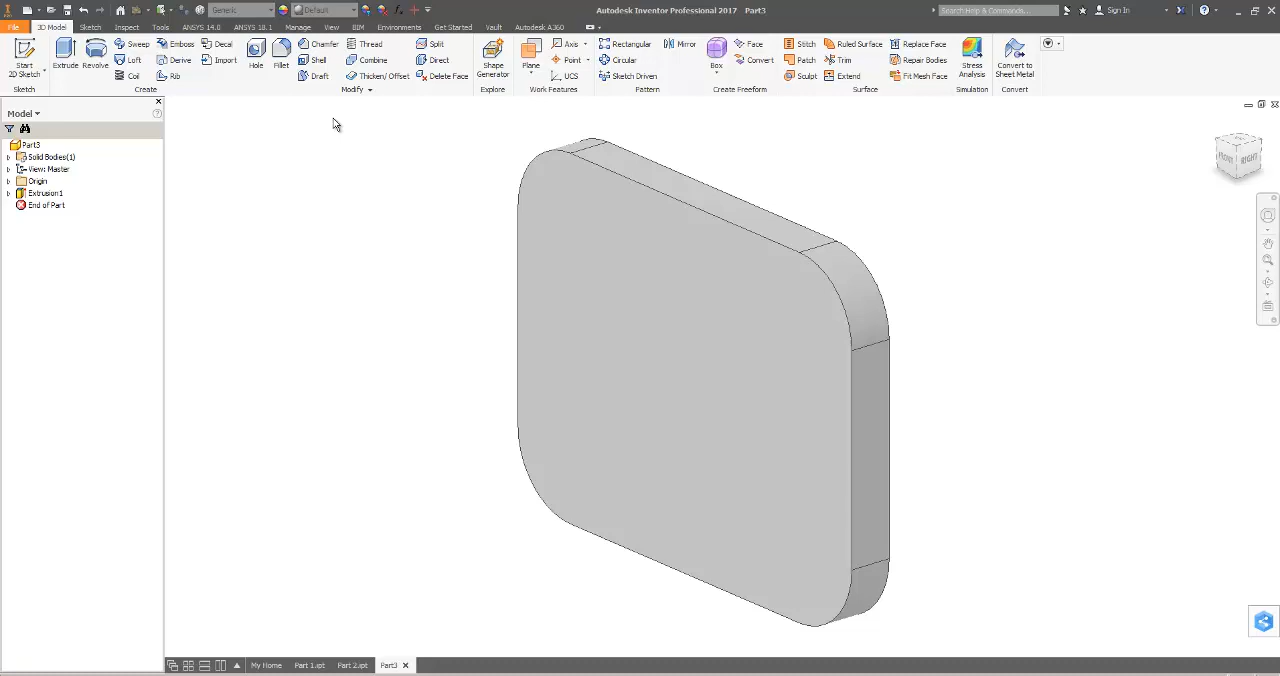 Generic Default Autodesk Inventor Professional 2017 Part3 Search Help & Commands... Sign In
File 3D Model Sketch Inspect Tools ANSYS 14.0 ANSYS 18.1 Manage View Environments BIM Get Started Vault Autodesk A360
Start 2D Sketch Extrude Revolve Sweep Emboss Decal Hole Fillet Chamfer Thread Split Shape Generator Plane Axis Rectangular Mirror Box Face Stitch Ruled Surface Replace Face Stress Analysis Convert to Sheet Metal
Loft Derive Import Shell Combine Direct Point Circular Convert Patch Trim Repair Bodies
Coil Rib Draft Thicken/ Offset Delete Face UCS Sketch Driven Sculpt Extend Fit Mesh Face
Sketch Create Modify Explore Work Features Pattern Create Freeform Surface Simulation Convert
Model
Part3
Solid Bodies(1)
View: Master
Origin
Extrusion1
End of Part
FRONT RIGHT
My Home Part 1.ipt Part 2.ipt Part3